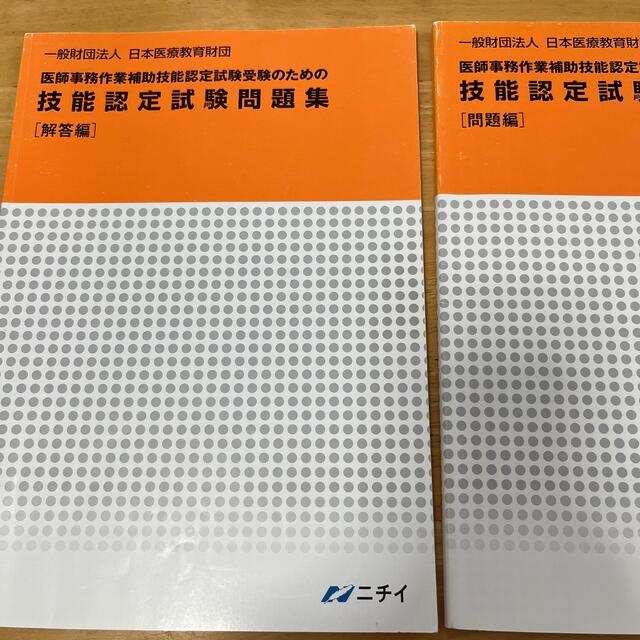 一般財団法人 日本医療教育財団
医師事務作業補助技能認定試験受験のための
技能認定試験問題集
[解答編]
ニチイ
一般財団法人 日本医療教育財
医師事務作業補助技能認定
技能認定試験
[問題編]